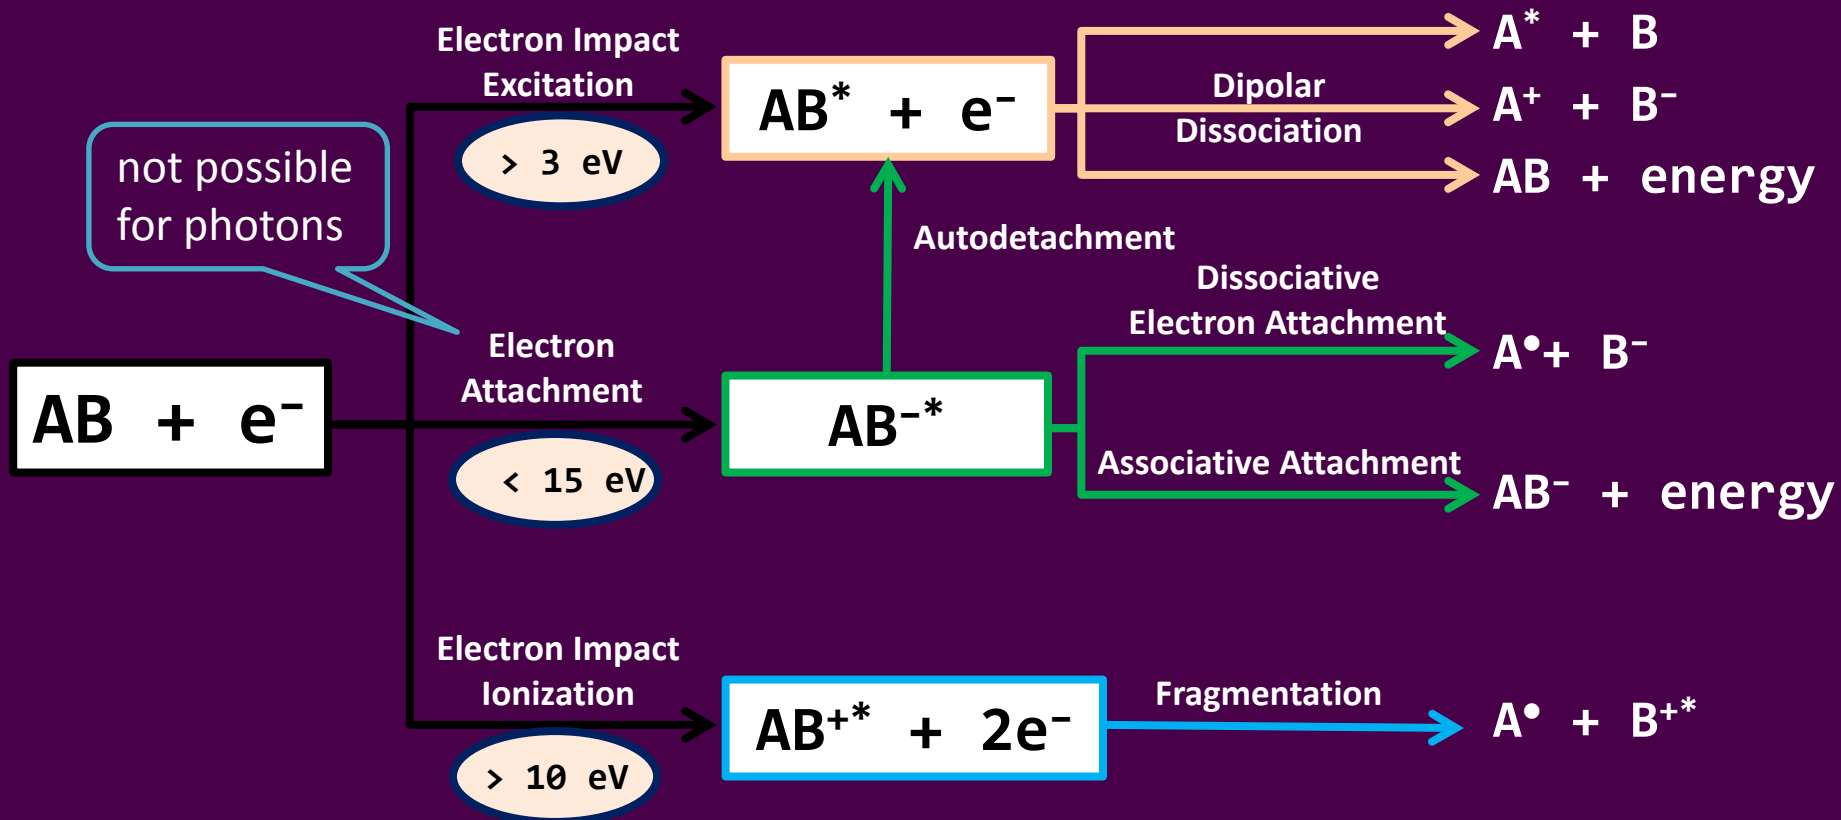 Electron Impact
Excitation
> 3 eV
AB* + e⁻
Dipolar
Dissociation
A* + B
A⁺ + B⁻
AB + energy
not possible
for photons
Autodetachment
AB + e⁻
Electron
Attachment
< 15 eV
AB⁻*
Dissociative
Electron Attachment
A•+ B⁻
Associative Attachment
AB⁻ + energy
Electron Impact
Ionization
> 10 eV
AB⁺* + 2e⁻
Fragmentation
A• + B⁺*